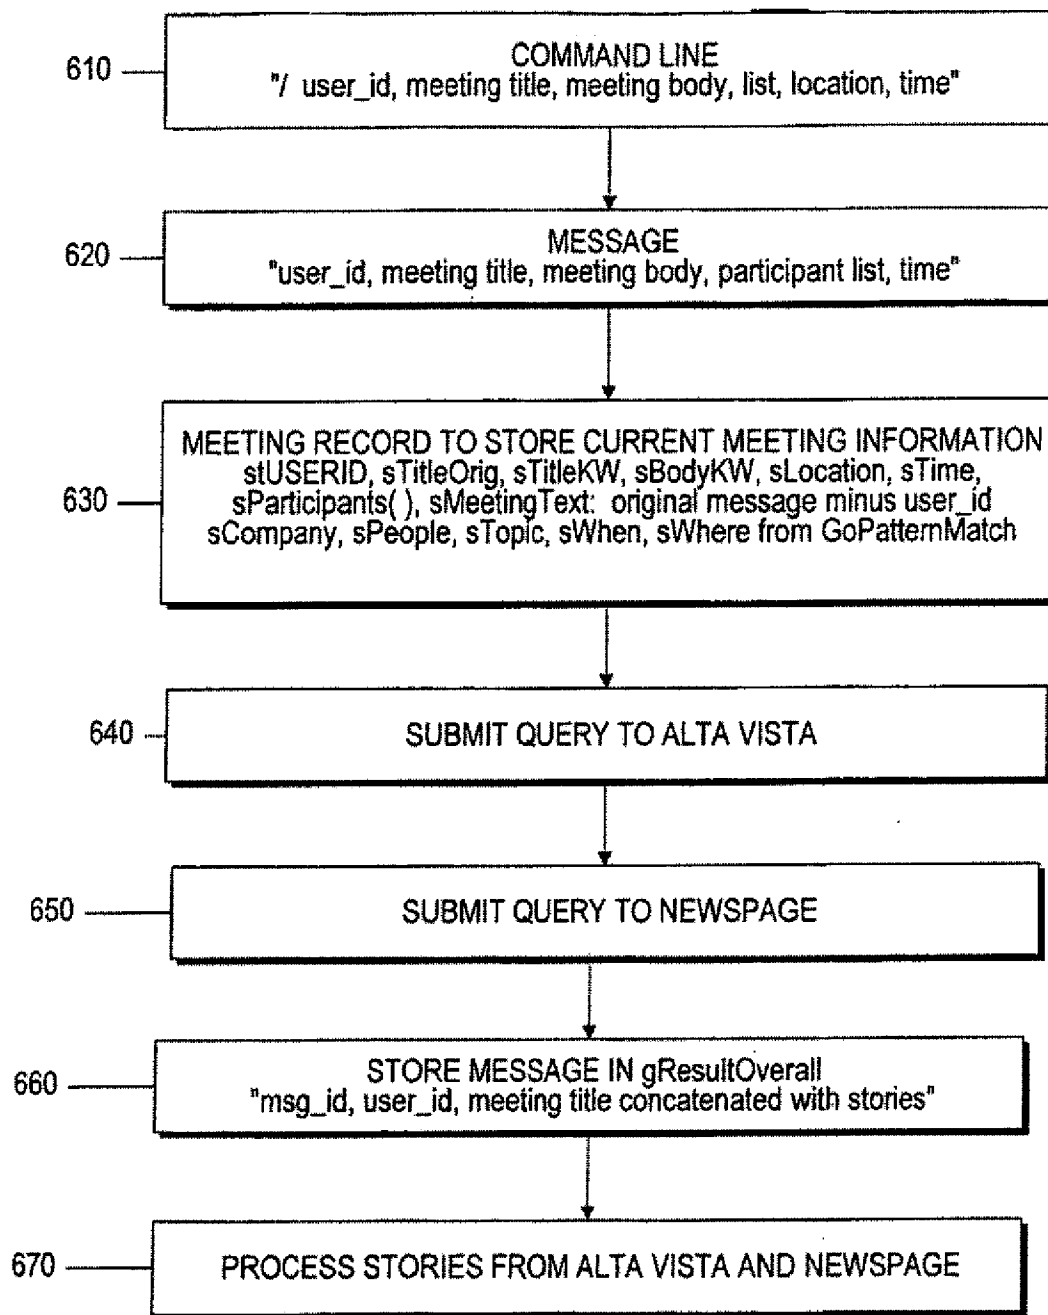 610
COMMAND LINE
"/ user_id, meeting title, meeting body, list, location, time"
620
MESSAGE
"user_id, meeting title, meeting body, participant list, time"
630
MEETING RECORD TO STORE CURRENT MEETING INFORMATION
stUSERID, sTitleOrig, sTitleKW, sBodyKW, sLocation, sTime,
sParticipants( ), sMeetingText: original message minus user_id
sCompany, sPeople, sTopic, sWhen, sWhere from GoPatternMatch
640
SUBMIT QUERY TO ALTA VISTA
650
SUBMIT QUERY TO NEWSPAGE
660
STORE MESSAGE IN gResultOverall
"msg_id, user_id, meeting title concatenated with stories"
670
PROCESS STORIES FROM ALTA VISTA AND NEWSPAGE